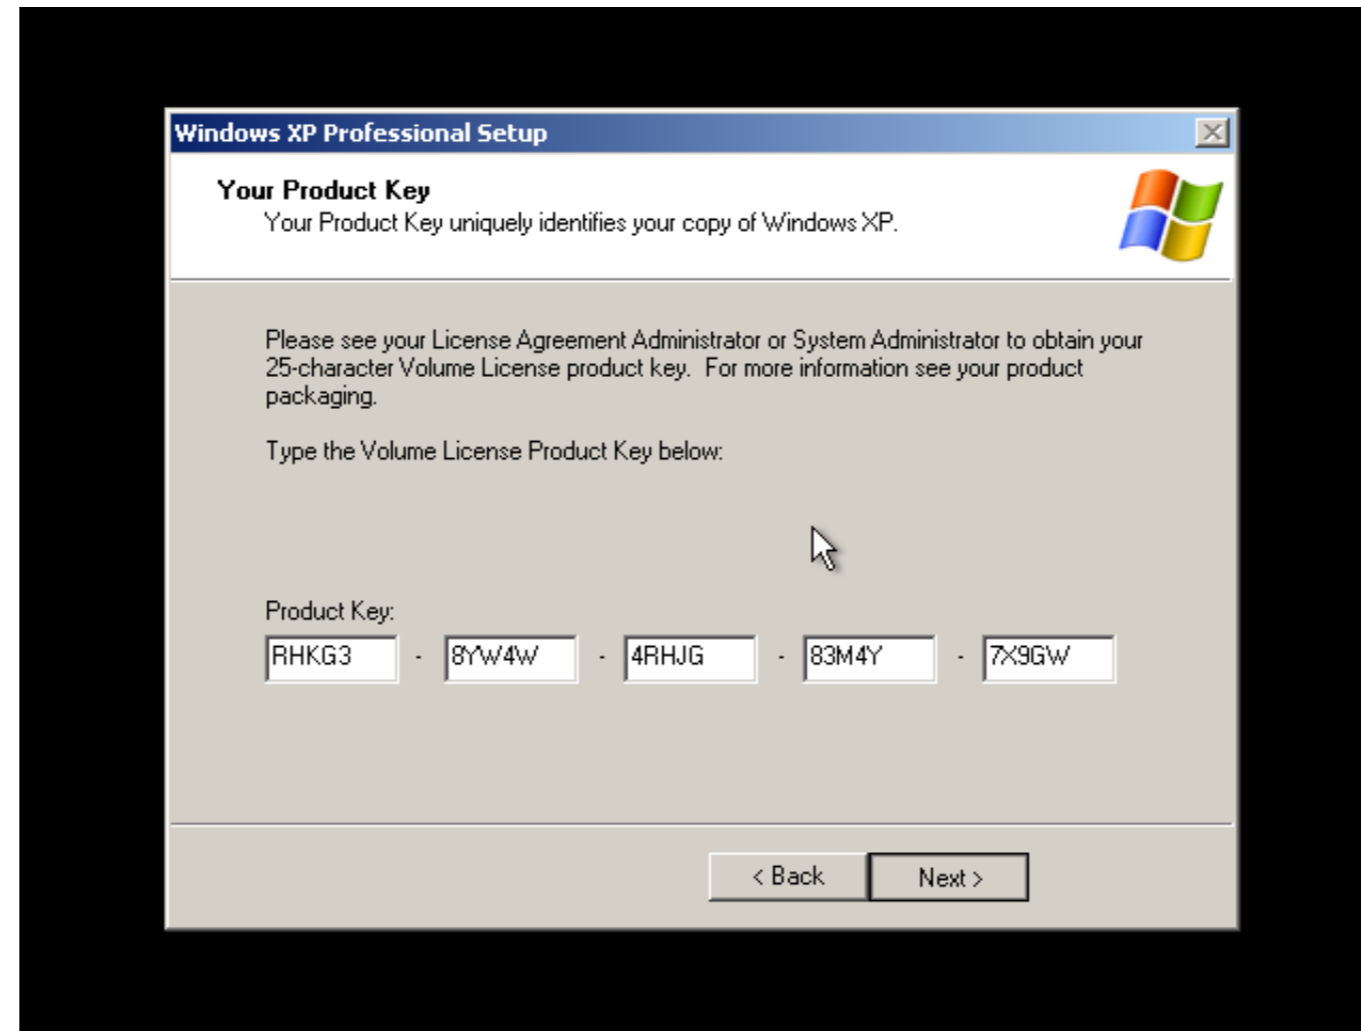 Windows XP Professional Setup
Your Product Key
Your Product Key uniquely identifies your copy of Windows XP.
Please see your License Agreement Administrator or System Administrator to obtain your
25-character Volume License product key.  For more information see your product
packaging.
Type the Volume License Product Key below:
Product Key:
RHKG3 - 8YW4W - 4RHJG - 83M4Y - 7X9GW
< Back Next >